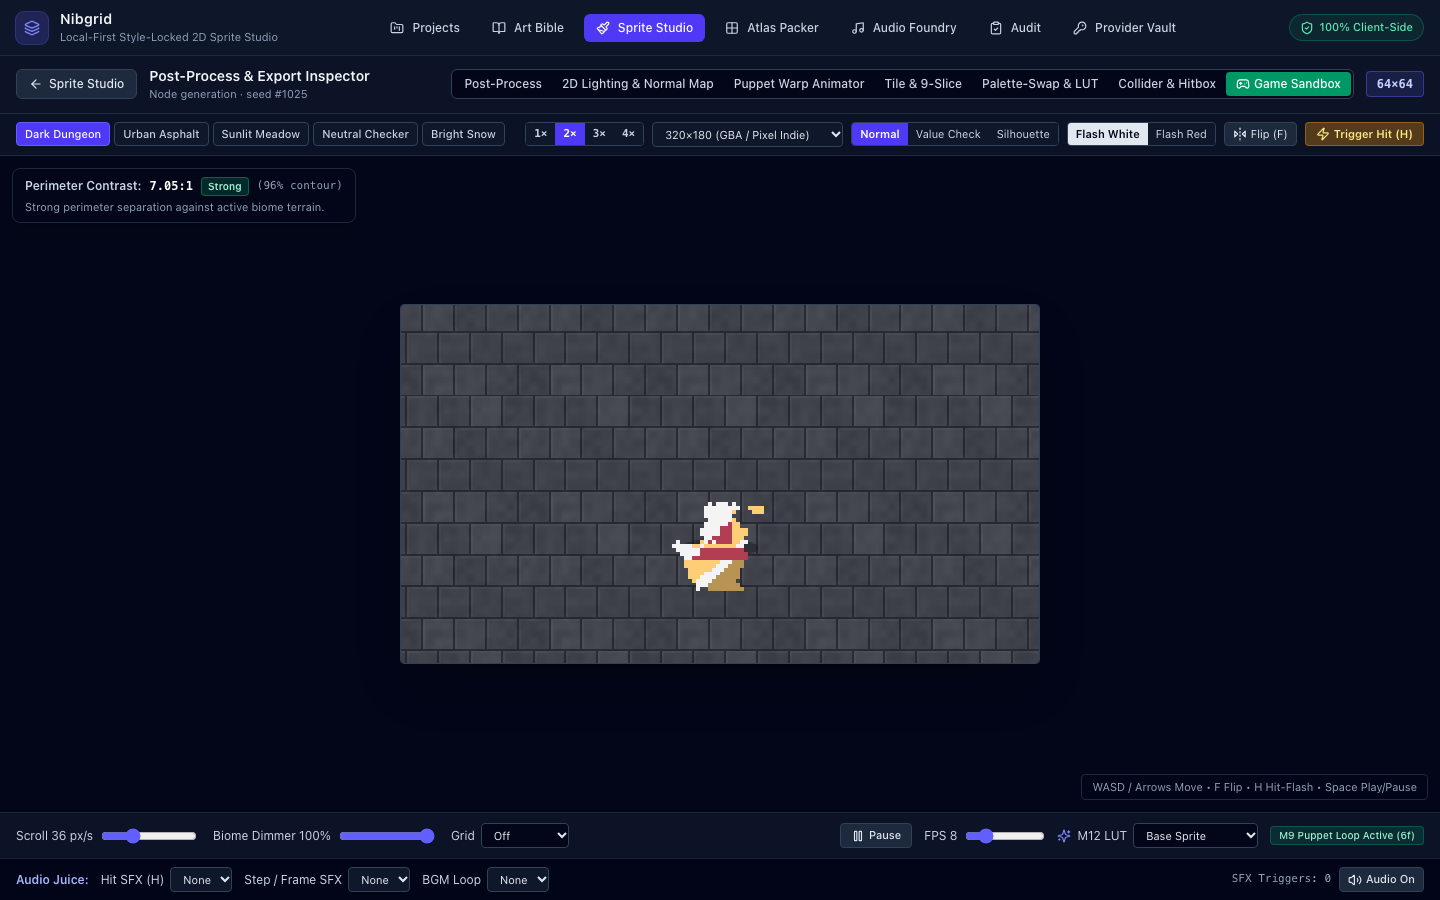 Nibgrid
Local-First Style-Locked 2D Sprite Studio
Projects
Art Bible
Sprite Studio
Atlas Packer
Audio Foundry
Audit
Provider Vault
100% Client-Side
Sprite Studio
Post-Process & Export Inspector
Node generation · seed #1025
Post-Process
2D Lighting & Normal Map
Puppet Warp Animator
Tile & 9-Slice
Palette-Swap & LUT
Collider & Hitbox
Game Sandbox
64×64
Dark Dungeon
Urban Asphalt
Sunlit Meadow
Neutral Checker
Bright Snow
1×
2×
3×
4×
320×180 (GBA / Pixel Indie)
Normal
Value Check
Silhouette
Flash White
Flash Red
Flip (F)
Trigger Hit (H)
Perimeter Contrast: 7.05:1 Strong (96% contour)
Strong perimeter separation against active biome terrain.
WASD / Arrows Move • F Flip • H Hit-Flash • Space Play/Pause
Scroll 36 px/s
Biome Dimmer 100%
Grid
Off
Pause
FPS 8
M12 LUT
Base Sprite
M9 Puppet Loop Active (6f)
Audio Juice:
Hit SFX (H)
None
Step / Frame SFX
None
BGM Loop
None
SFX Triggers: 0
Audio On